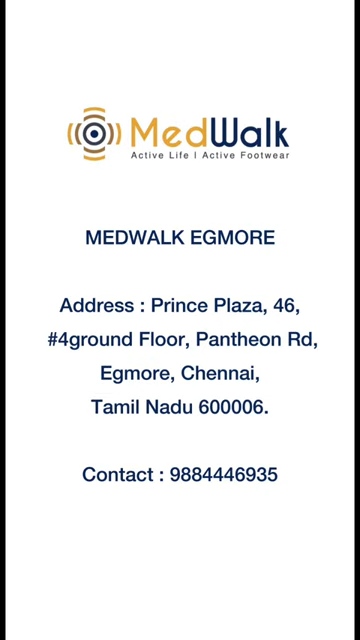 MedWalk
Active Life | Active Footwear
MEDWALK EGMORE
Address : Prince Plaza, 46,
#4ground Floor, Pantheon Rd,
Egmore, Chennai,
Tamil Nadu 600006.
Contact : 9884446935